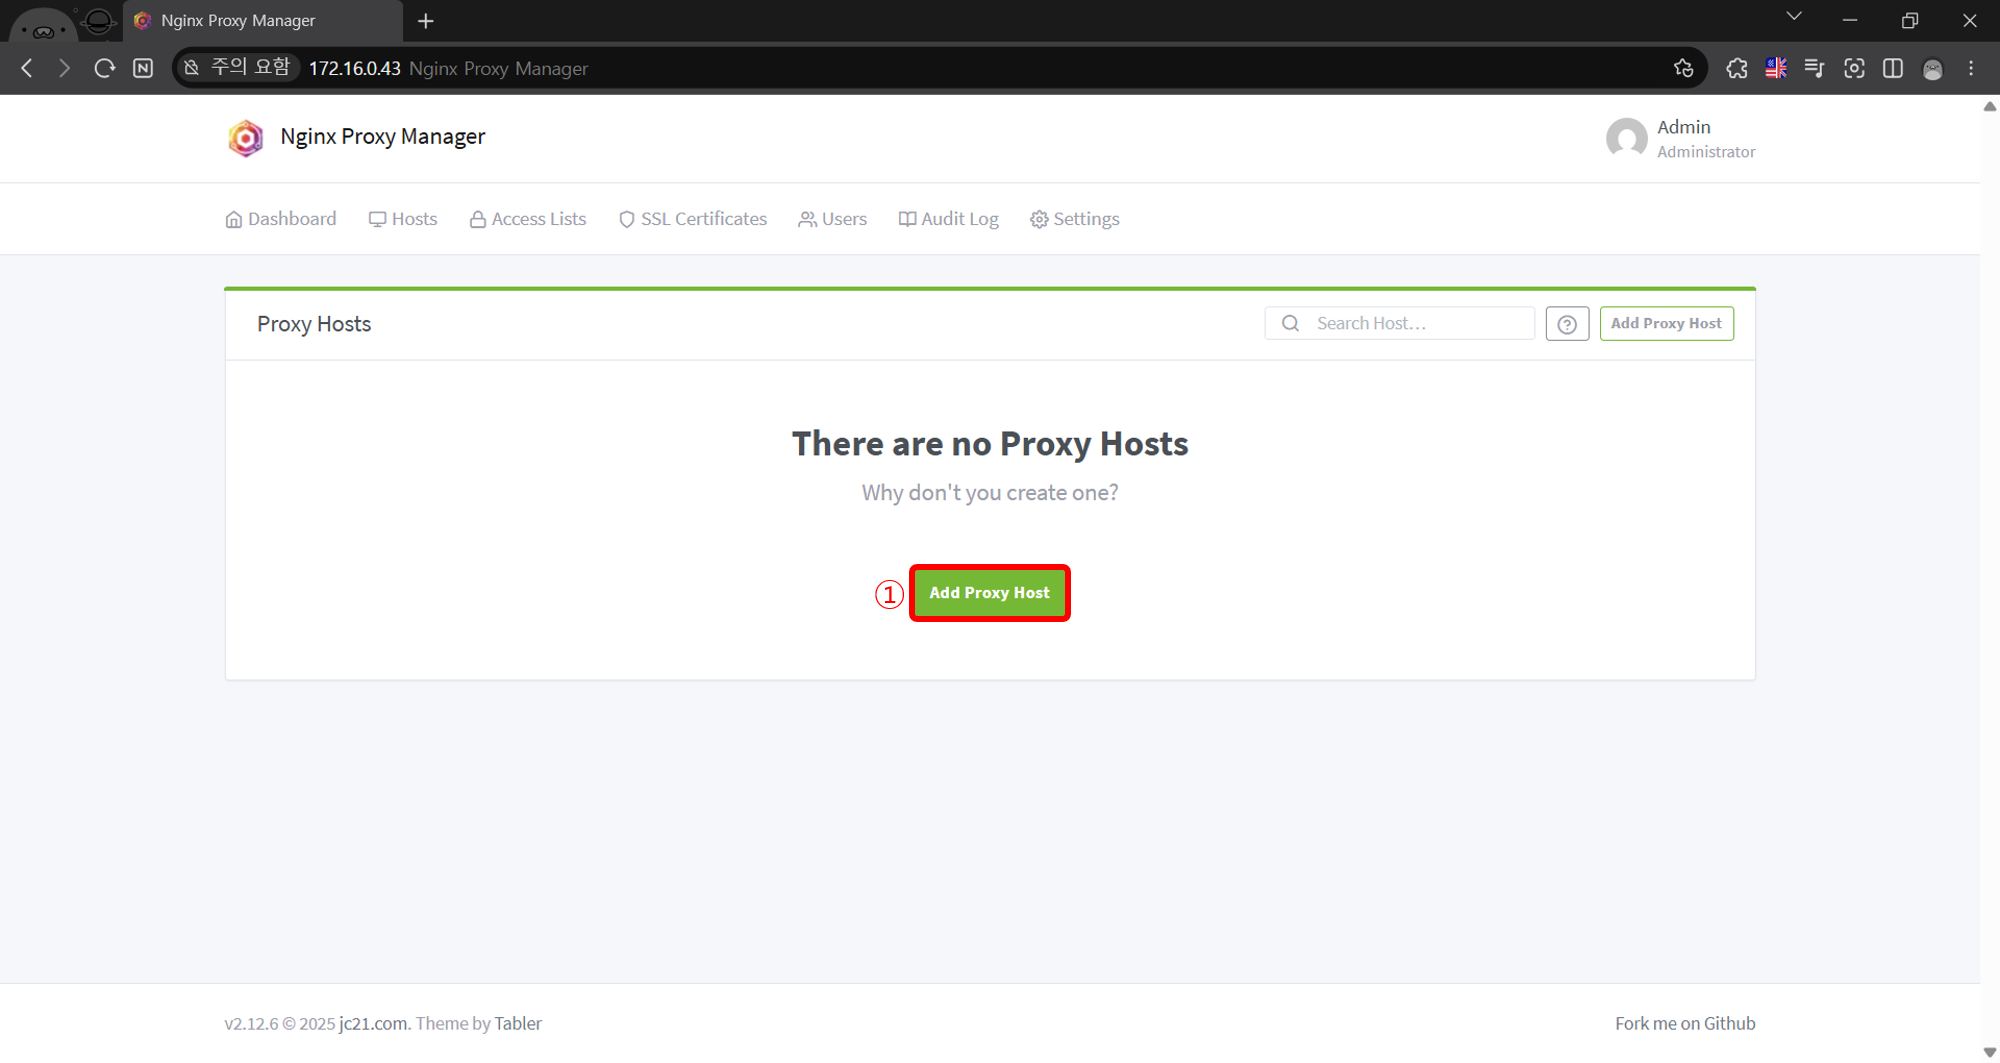 Nginx Proxy Manager
주의 요함 172.16.0.43 Nginx Proxy Manager
Nginx Proxy Manager
Admin
Administrator
Dashboard Hosts Access Lists SSL Certificates Users Audit Log Settings
Proxy Hosts
Search Host…
Add Proxy Host
There are no Proxy Hosts
Why don't you create one?
① Add Proxy Host
v2.12.6 © 2025 jc21.com. Theme by Tabler
Fork me on Github